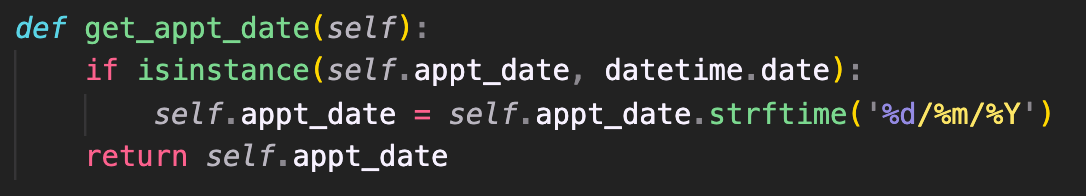 def get_appt_date(self):
    if isinstance(self.appt_date, datetime.date):
        self.appt_date = self.appt_date.strftime('%d/%m/%Y')
    return self.appt_date